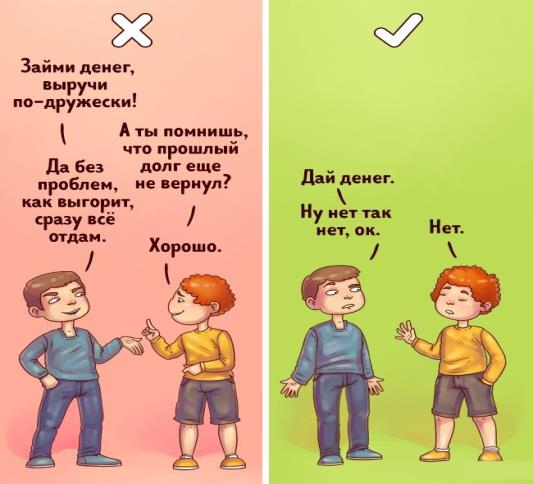 Займи денег,
выручи
по-дружески!
А ты помнишь,
что прошлый
долг еще
не вернул?
Да без
проблем,
как выгорит,
сразу всё
отдам.
Хорошо.
Дай денег.
Нет.
Ну нет так
нет, ок.